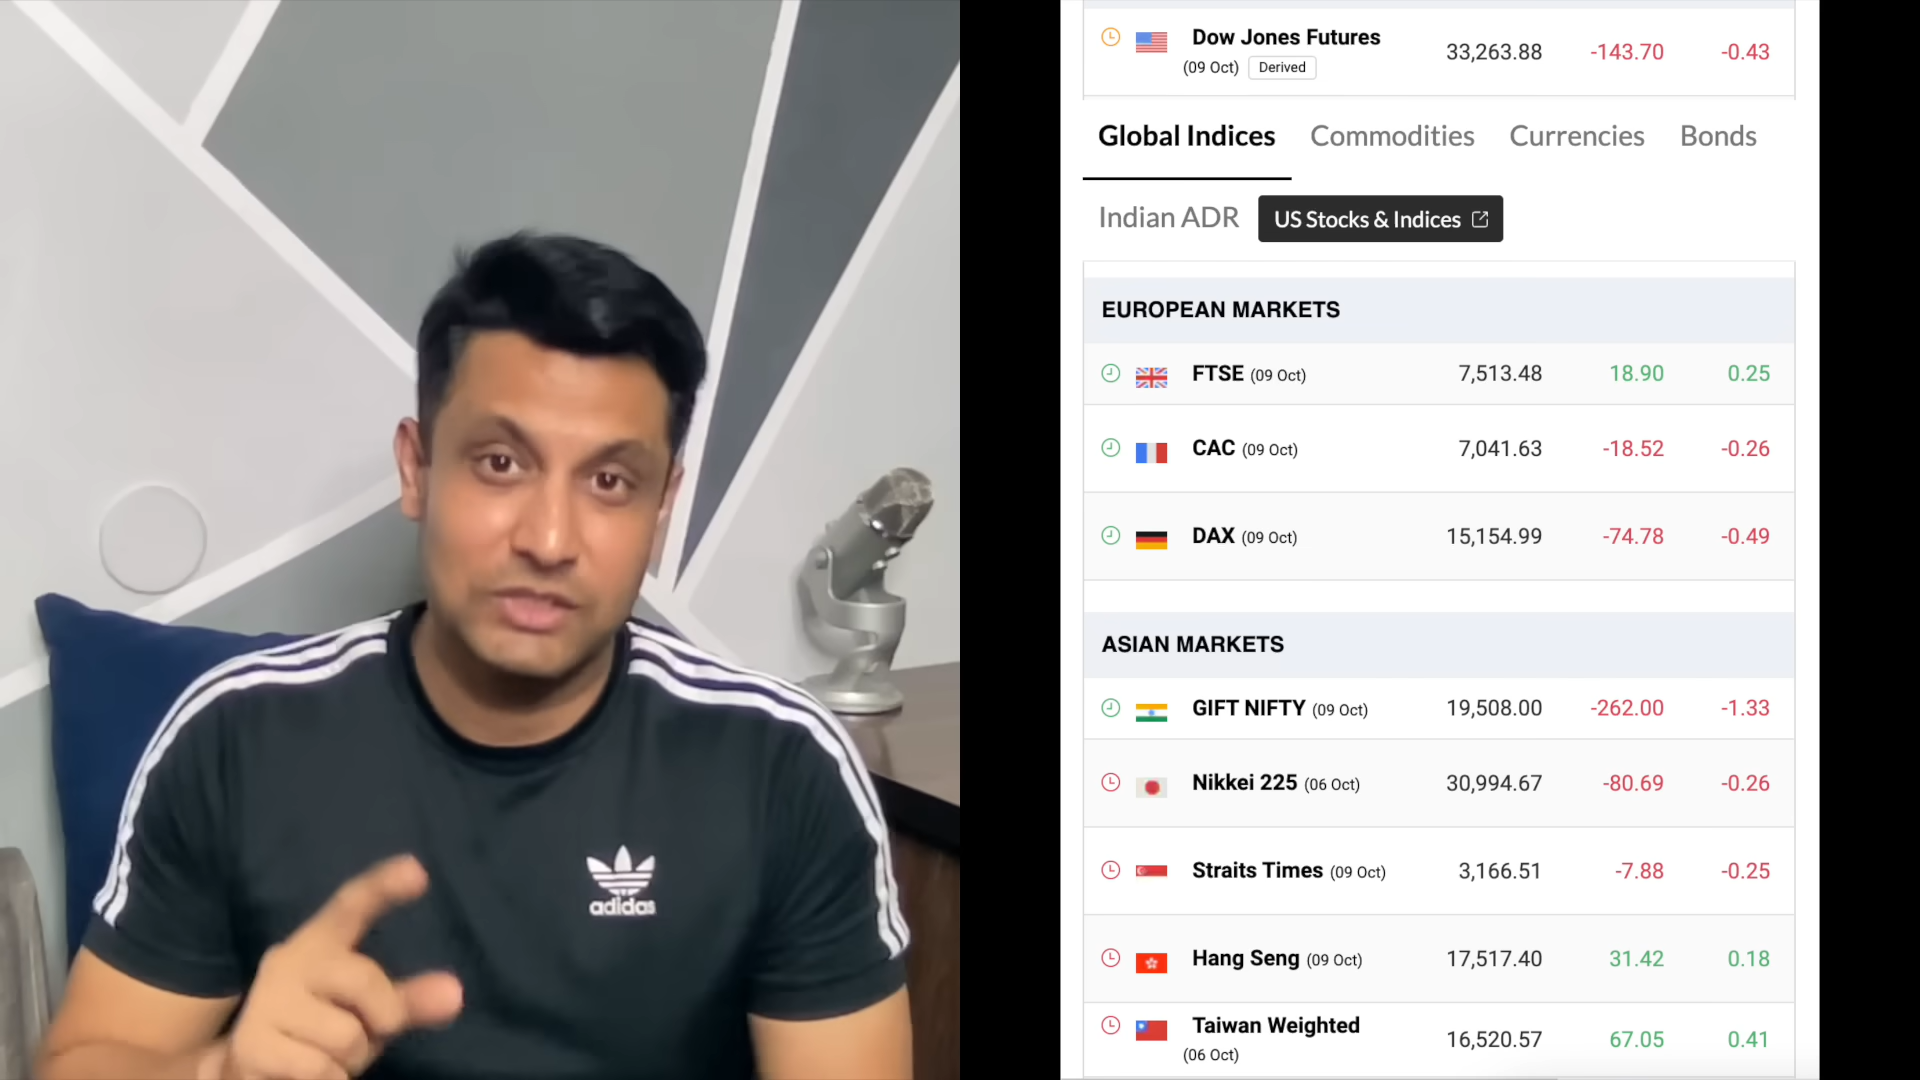 adidas
Dow Jones Futures 33,263.88 -143.70 -0.43
(09 Oct) Derived
Global Indices Commodities Currencies Bonds
Indian ADR US Stocks & Indices
EUROPEAN MARKETS
FTSE (09 Oct) 7,513.48 18.90 0.25
CAC (09 Oct) 7,041.63 -18.52 -0.26
DAX (09 Oct) 15,154.99 -74.78 -0.49
ASIAN MARKETS
GIFT NIFTY (09 Oct) 19,508.00 -262.00 -1.33
Nikkei 225 (06 Oct) 30,994.67 -80.69 -0.26
Straits Times (09 Oct) 3,166.51 -7.88 -0.25
Hang Seng (09 Oct) 17,517.40 31.42 0.18
Taiwan Weighted 16,520.57 67.05 0.41
(06 Oct)